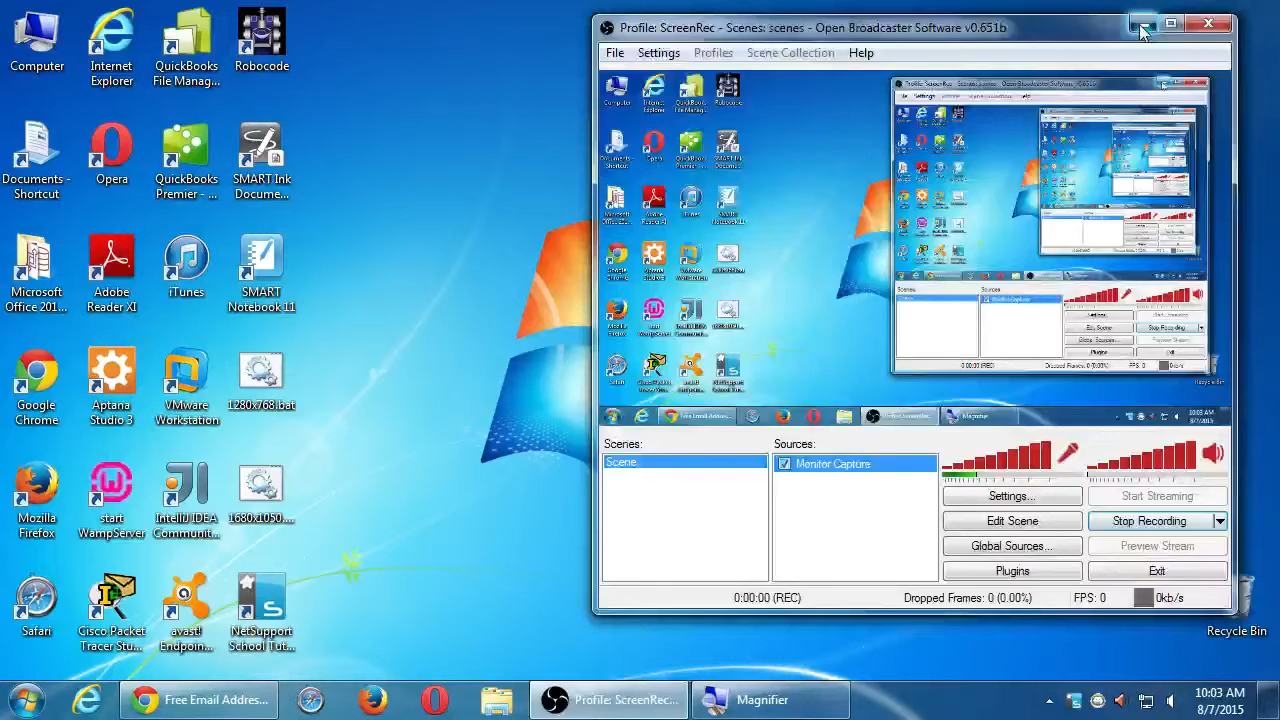 Computer
Internet
Explorer
QuickBooks
File Manag...
Robocode
Documents -
Shortcut
Opera
QuickBooks
Premier - ...
SMART Ink
Docume...
Microsoft
Office 201...
Adobe
Reader XI
iTunes
SMART
Notebook 11
Google
Chrome
Aptana
Studio 3
VMware
Workstation
1280x768.bat
Mozilla
Firefox
start
WampServer
IntelliJ IDEA
Communit...
1680x1050....
Safari
Cisco Packet
Tracer Stu...
avast!
Endpoin...
NetSupport
School Tut...
Profile: ScreenRec - Scenes: scenes - Open Broadcaster Software v0.651b
File Settings Profiles Scene Collection Help
Scenes:
Scene
Sources:
Monitor Capture
Settings...
Start Streaming
Edit Scene
Stop Recording
Global Sources...
Preview Stream
Plugins
Exit
0:00:00 (REC)
Dropped Frames: 0 (0.00%)
FPS: 0
0kb/s
Recycle Bin
Free Email Addres...
Profile: ScreenRec...
Magnifier
10:03 AM
8/7/2015